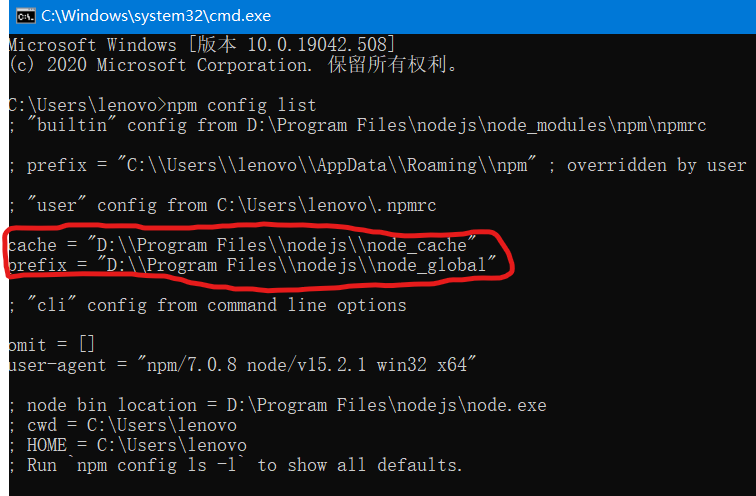 C:\Windows\system32\cmd.exe
Microsoft Windows [版本 10.0.19042.508]
(c) 2020 Microsoft Corporation. 保留所有权利。
C:\Users\lenovo>npm config list
; "builtin" config from D:\Program Files\nodejs\node_modules\npm\npmrc
; prefix = "C:\\Users\\lenovo\\AppData\\Roaming\\npm" ; overridden by user
; "user" config from C:\Users\lenovo\.npmrc
cache = "D:\\Program Files\\nodejs\\node_cache"
prefix = "D:\\Program Files\\nodejs\\node_global"
; "cli" config from command line options
omit = []
user-agent = "npm/7.0.8 node/v15.2.1 win32 x64"
; node bin location = D:\Program Files\nodejs\node.exe
; cwd = C:\Users\lenovo
; HOME = C:\Users\lenovo
; Run `npm config ls -l` to show all defaults.